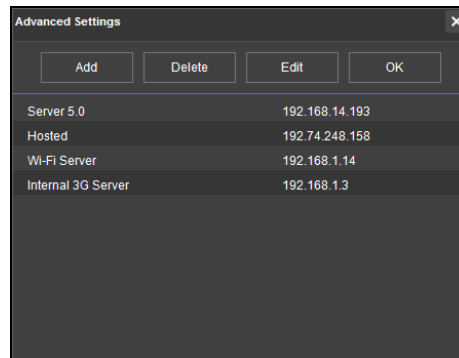 Advanced Settings
Add Delete Edit OK
Server 5.0 192.168.14.193
Hosted 192.74.248.158
Wi-Fi Server 192.168.1.14
Internal 3G Server 192.168.1.3